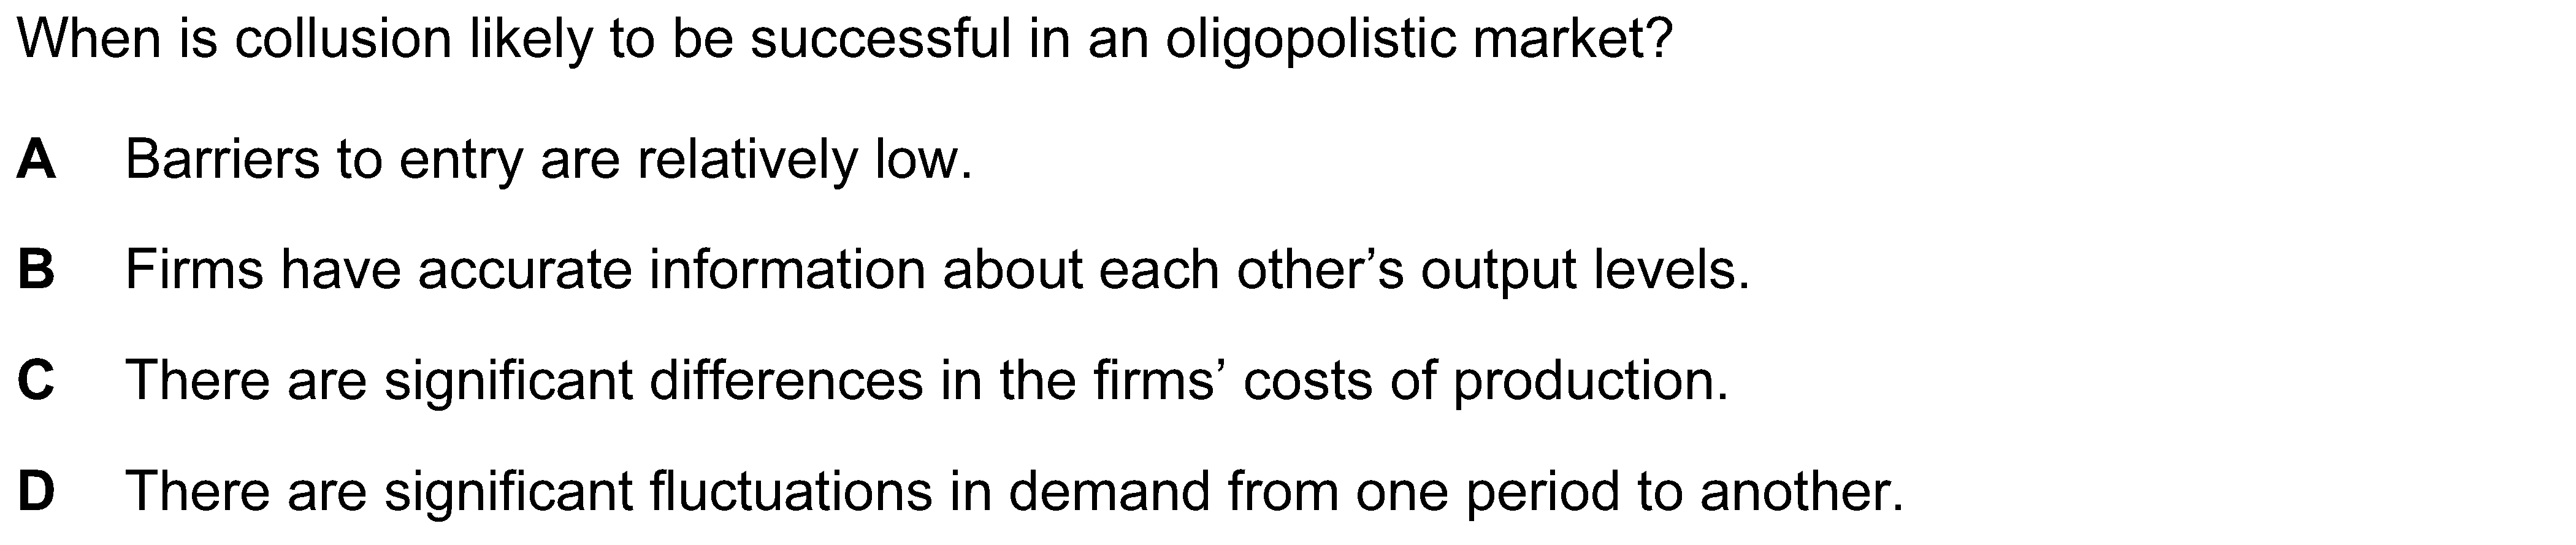 When is collusion likely to be successful in an oligopolistic market?
A Barriers to entry are relatively low.
B Firms have accurate information about each other’s output levels.
C There are significant differences in the firms’ costs of production.
D There are significant fluctuations in demand from one period to another.